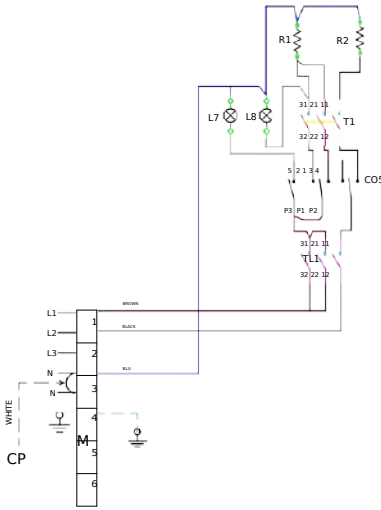 R1
R2
31 21 11
T1
L7
L8
32 22 12
5 2 1 3 4
CO5
P3 P1 P2
31 21 11
TL1
32 22 12
BROWN
L1
1
BLACK
L2
2
L3
BLU
N
3
N
WHITE
4
M
CP
5
6